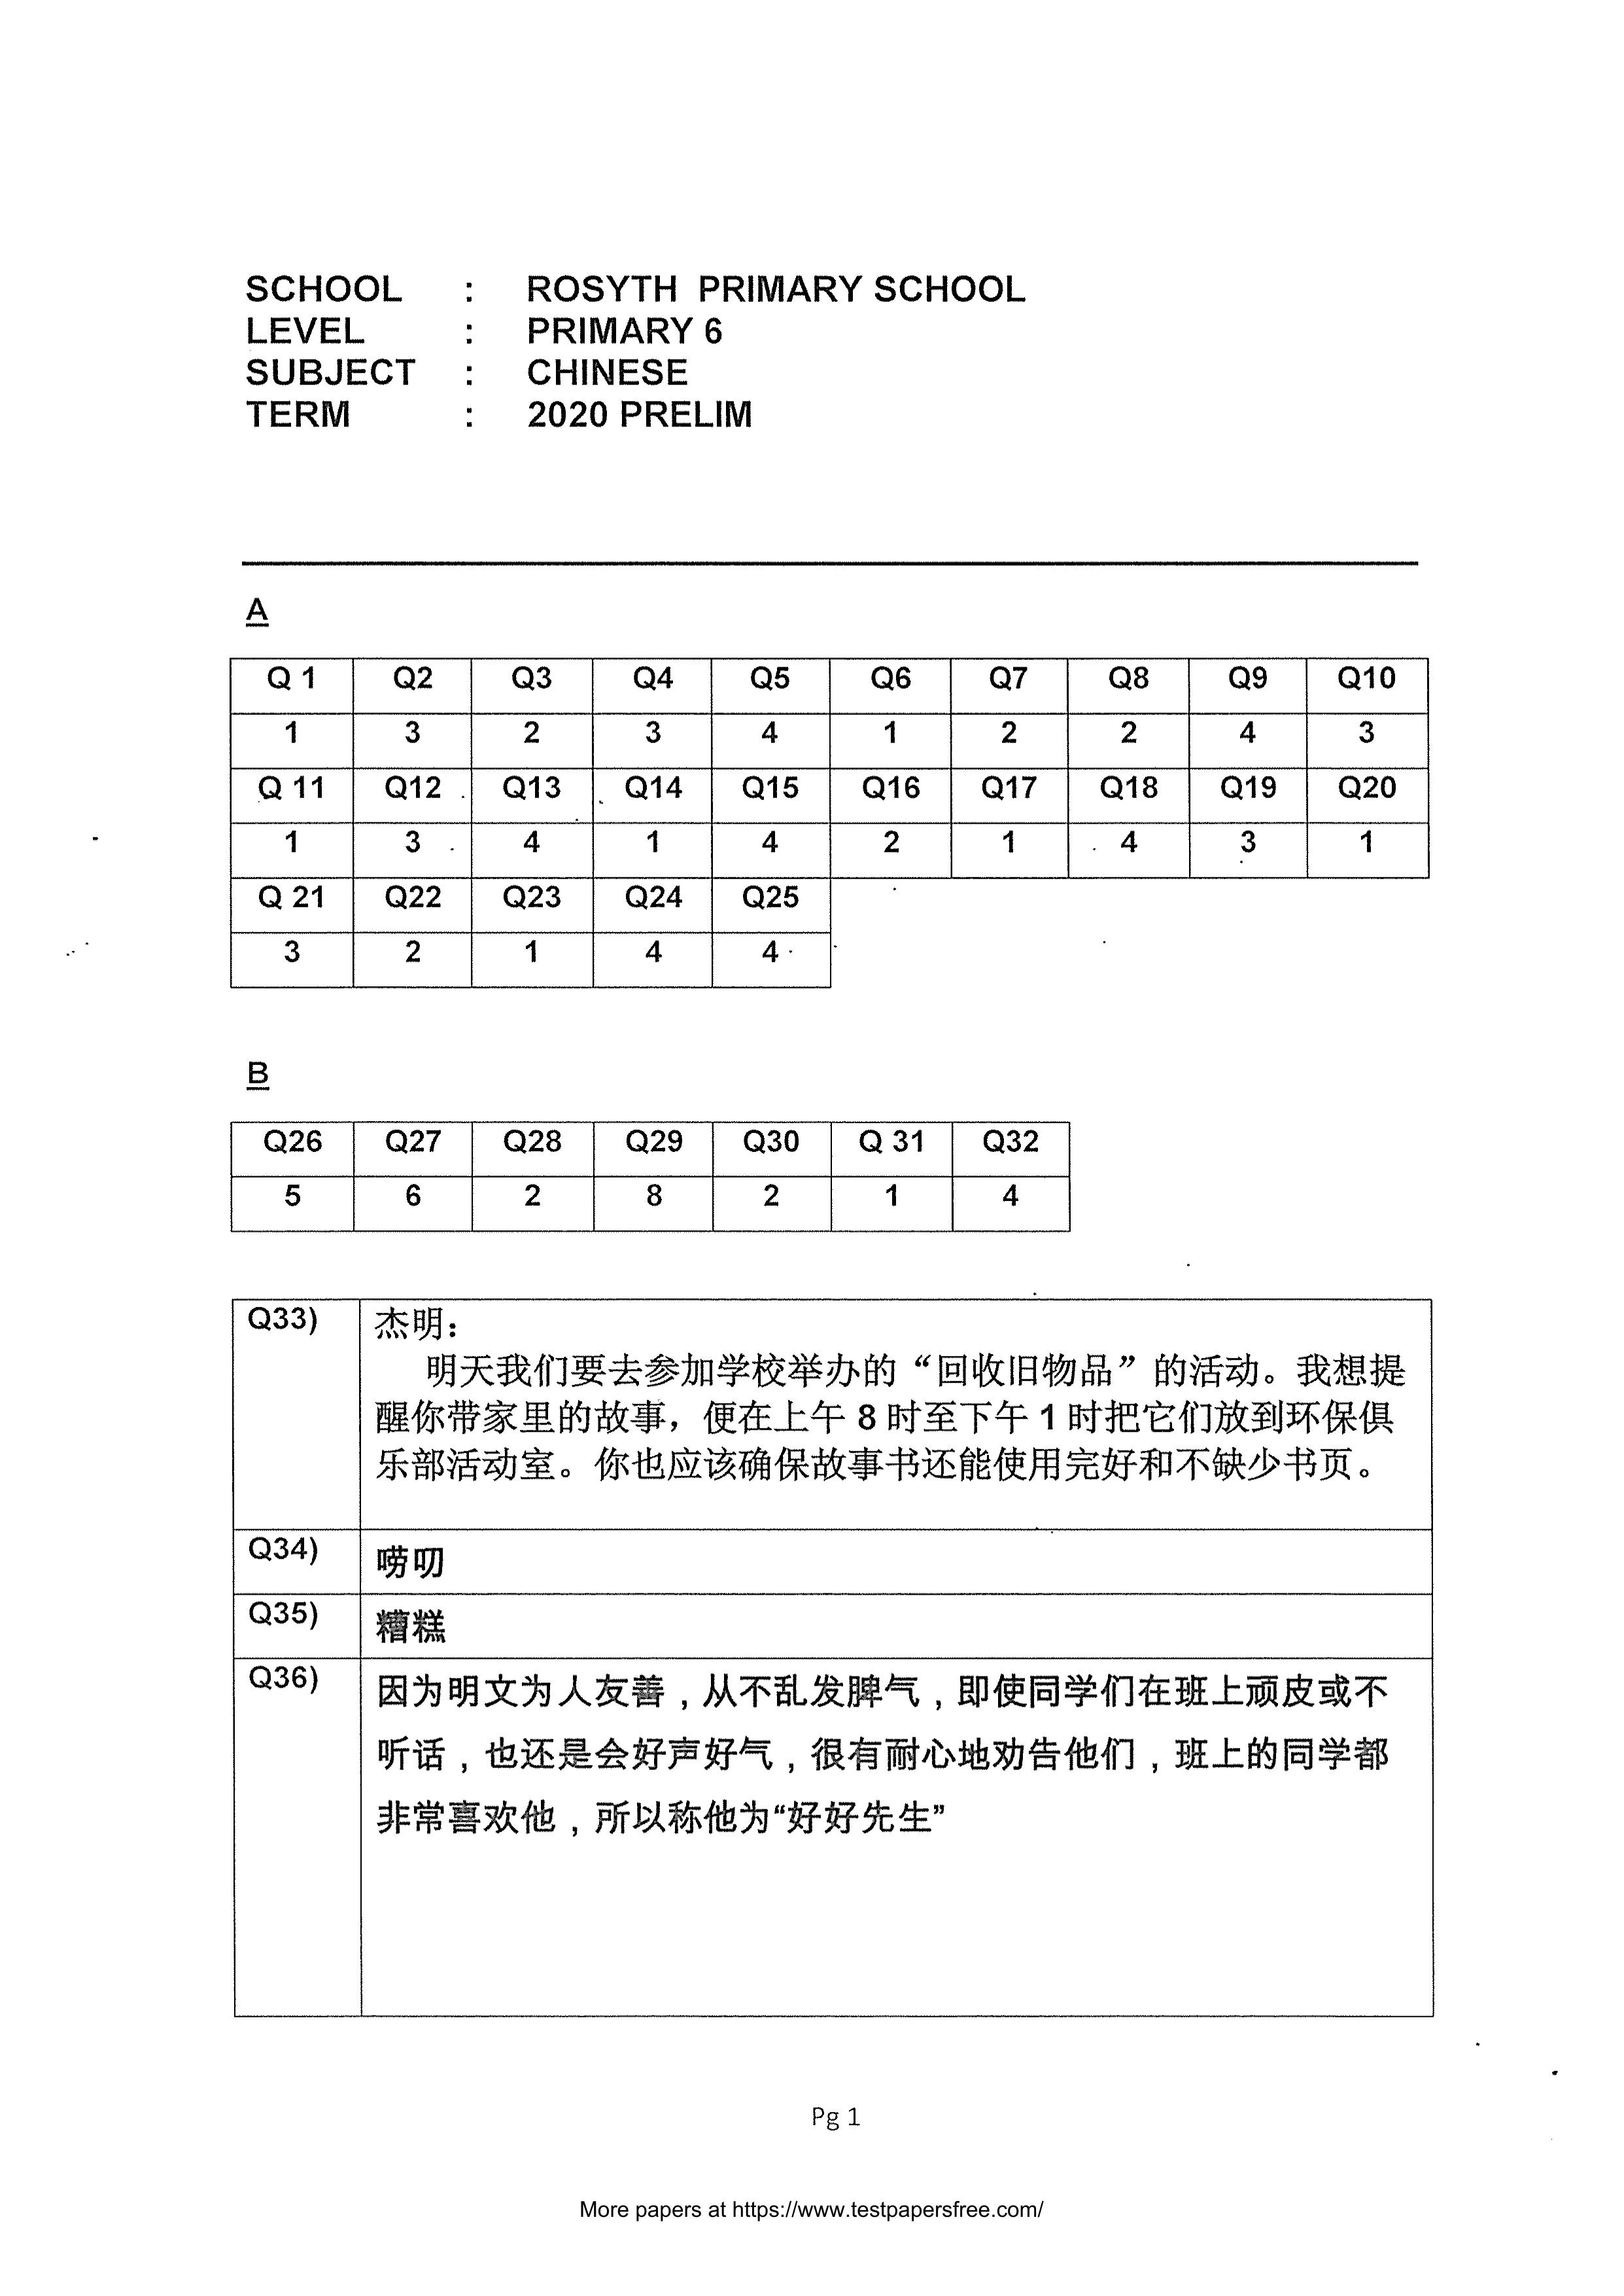 SCHOOL : ROSYTH PRIMARY SCHOOL
LEVEL : PRIMARY 6
SUBJECT : CHINESE
TERM : 2020 PRELIM
A
Q 1 Q2 Q3 Q4 Q5 Q6 Q7 Q8 Q9 Q10
1 3 2 3 4 1 2 2 4 3
Q 11 Q12 Q13 Q14 Q15 Q16 Q17 Q18 Q19 Q20
1 3 4 1 4 2 1 4 3 1
Q 21 Q22 Q23 Q24 Q25
3 2 1 4 4
B
Q26 Q27 Q28 Q29 Q30 Q 31 Q32
5 6 2 8 2 1 4
Q33) 杰明：
明天我们要去参加学校举办的“回收旧物品”的活动。我想提
醒你带家里的故事，便在上午 8 时至下午 1 时把它们放到环保俱
乐部活动室。你也应该确保故事书还能使用完好和不缺少书页。
Q34) 唠叨
Q35) 糟糕
Q36) 因为明文为人友善，从不乱发脾气，即使同学们在班上顽皮或不
听话，也还是会好声好气，很有耐心地劝告他们，班上的同学都
非常喜欢他，所以称他为“好好先生”
Pg 1
More papers at https://www.testpapersfree.com/